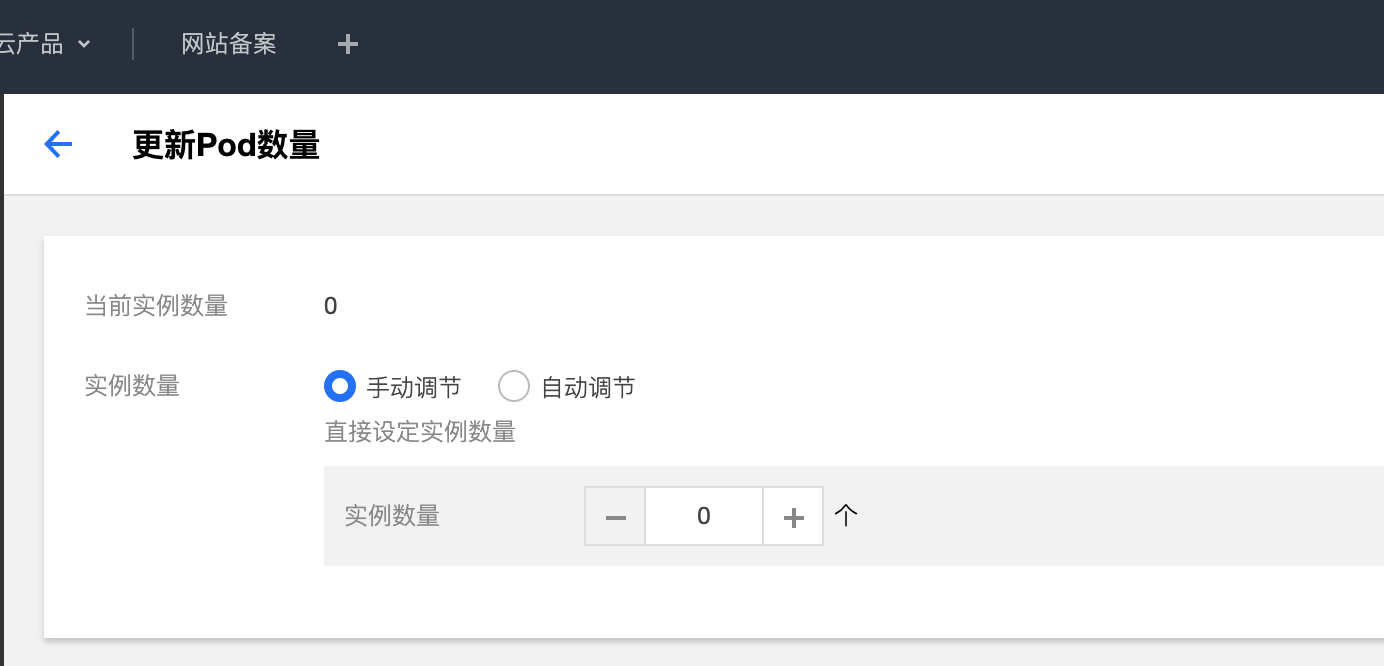 云产品 网站备案
更新Pod数量
当前实例数量 0
实例数量 手动调节 自动调节
直接设定实例数量
实例数量 0 个